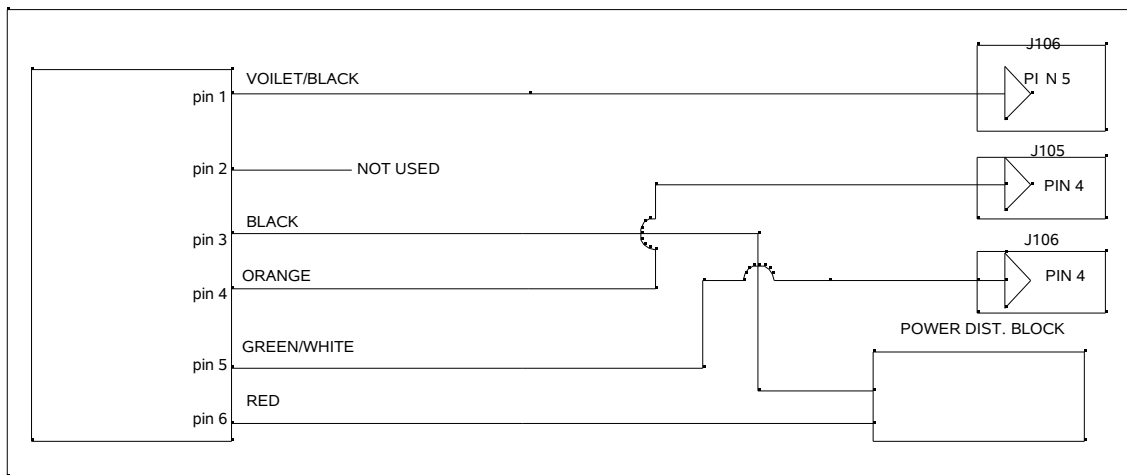 J106
VOILET/BLACK
pin 1
PI N 5
J105
pin 2
NOT USED
PIN 4
BLACK
pin 3
J106
ORANGE
pin 4
PIN 4
POWER DIST. BLOCK
GREEN/WHITE
pin 5
RED
pin 6